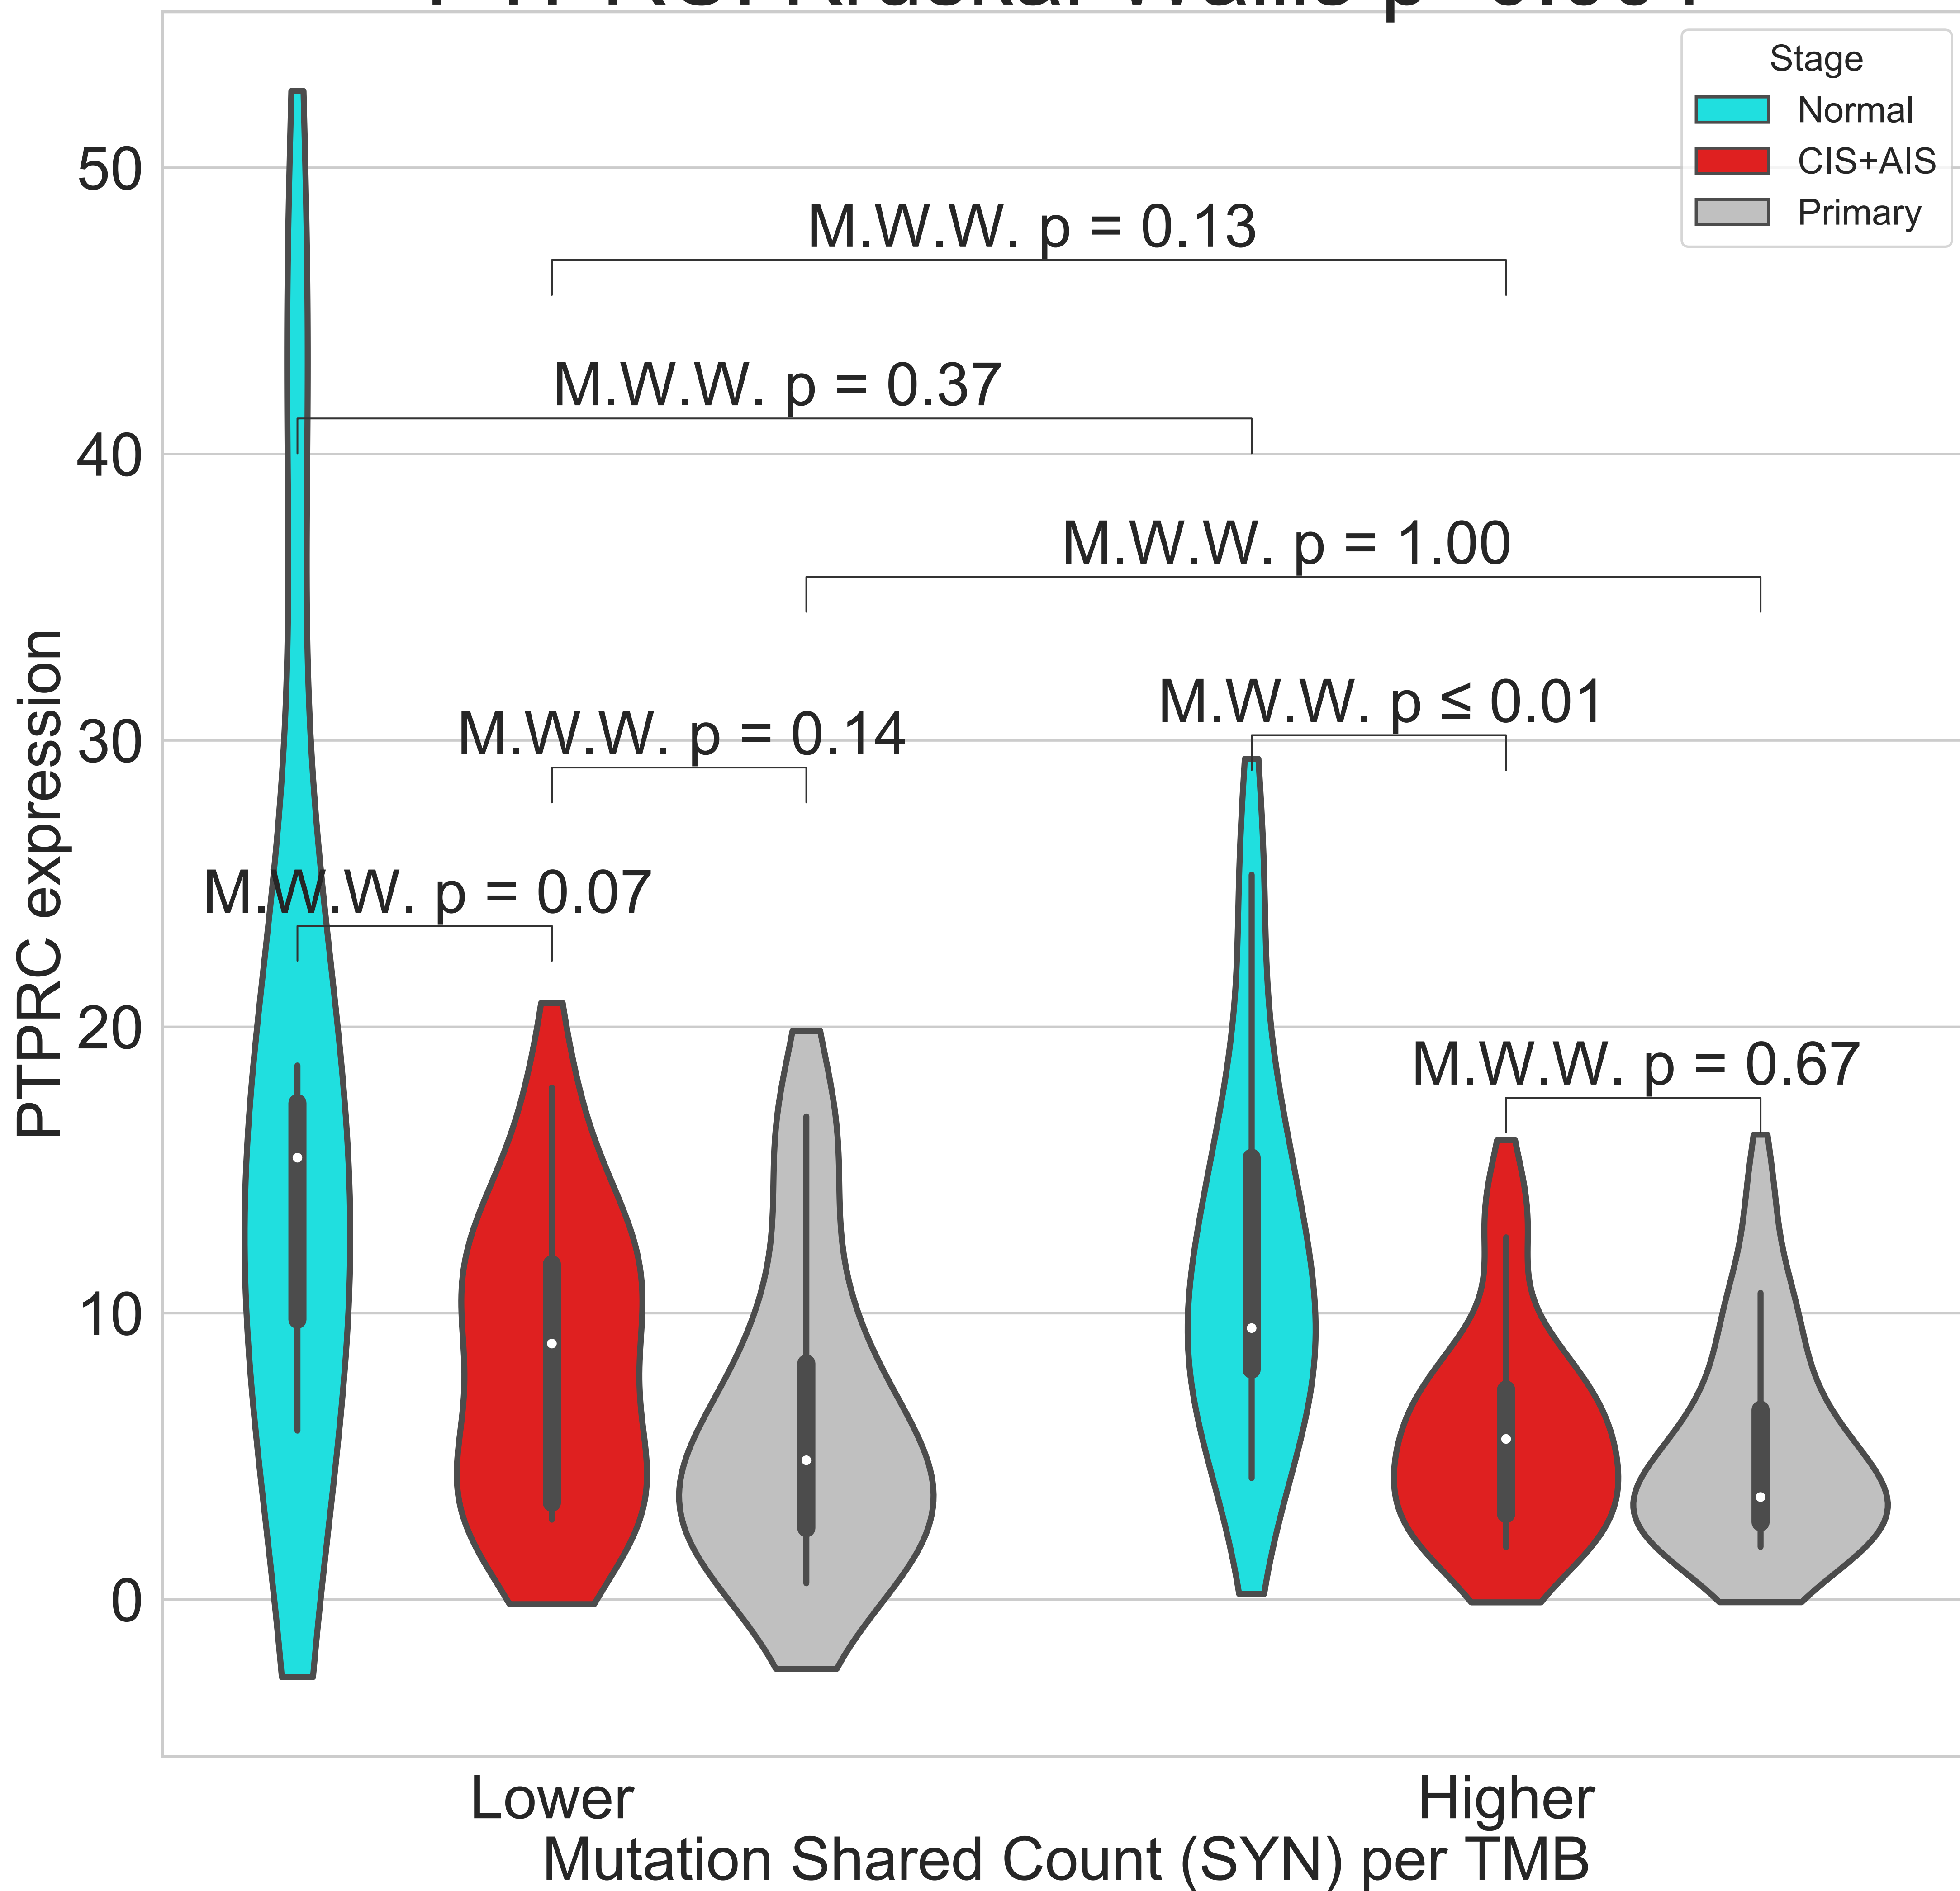 Stage
Normal
CIS+AIS
Primary
50
40
30
20
10
0
PTPRC expression
M.W.W. p = 0.13
M.W.W. p = 0.37
M.W.W. p = 1.00
M.W.W. p ≤ 0.01
M.W.W. p = 0.14
M.W.W. p = 0.07
M.W.W. p = 0.67
Lower
Higher
Mutation Shared Count (SYN) per TMB